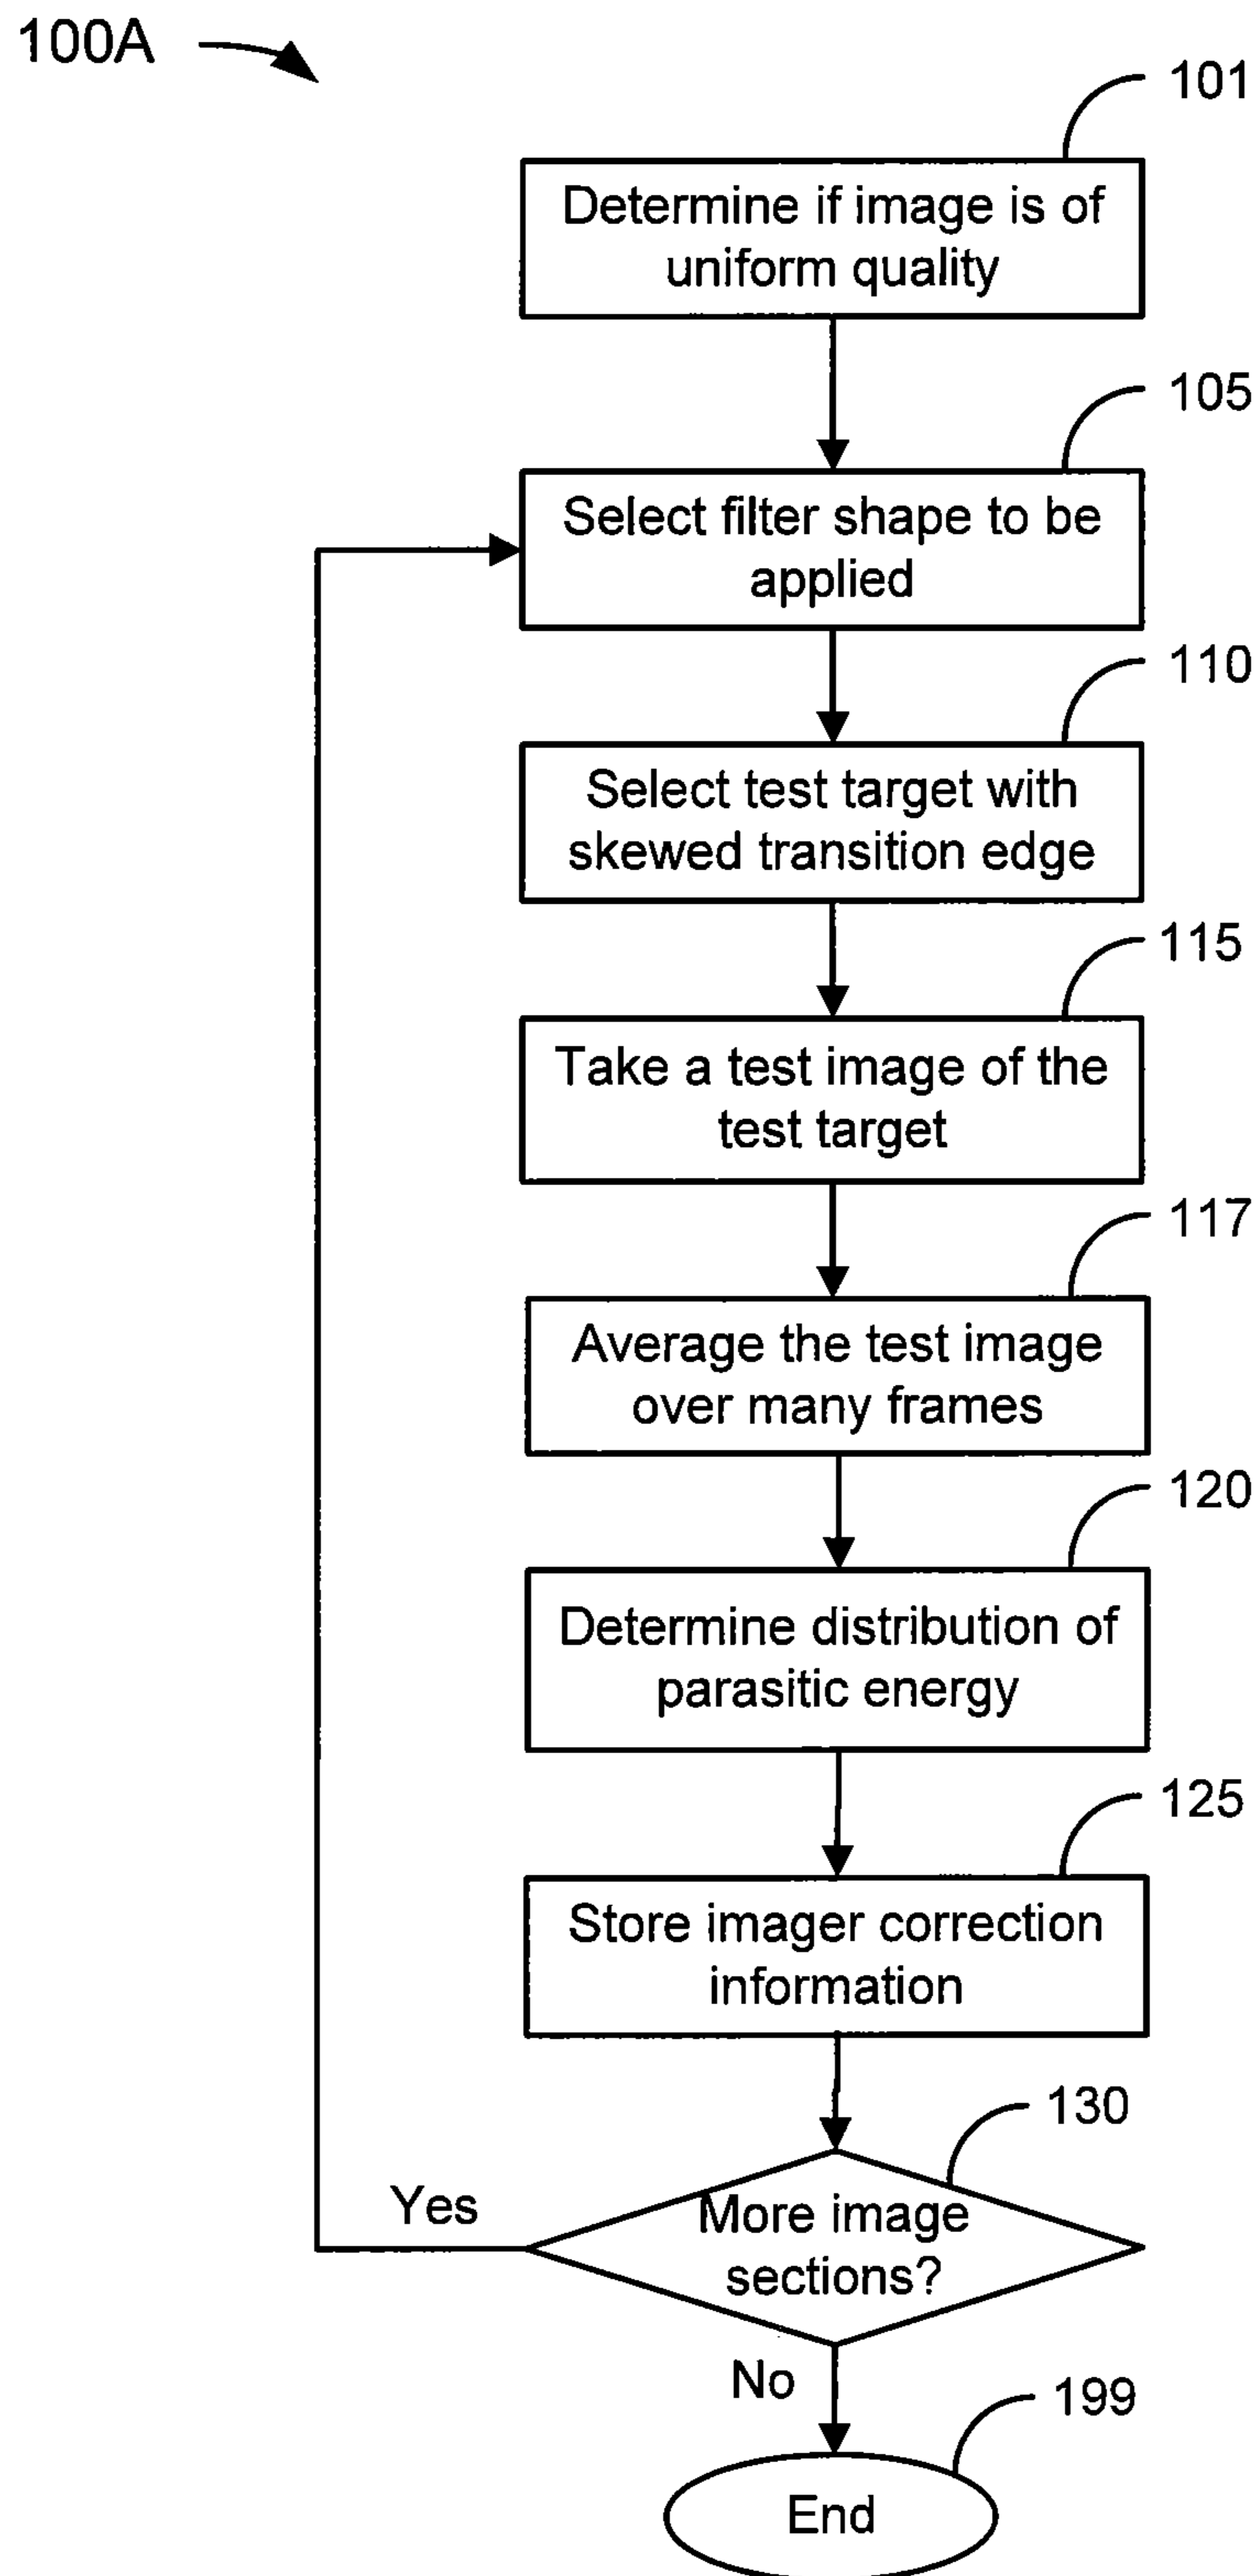 100A
101
Determine if image is of
uniform quality
105
Select filter shape to be
applied
110
Select test target with
skewed transition edge
115
Take a test image of the
test target
117
Average the test image
over many frames
120
Determine distribution of
parasitic energy
125
Store imager correction
information
130
Yes
More image
sections?
No
199
End